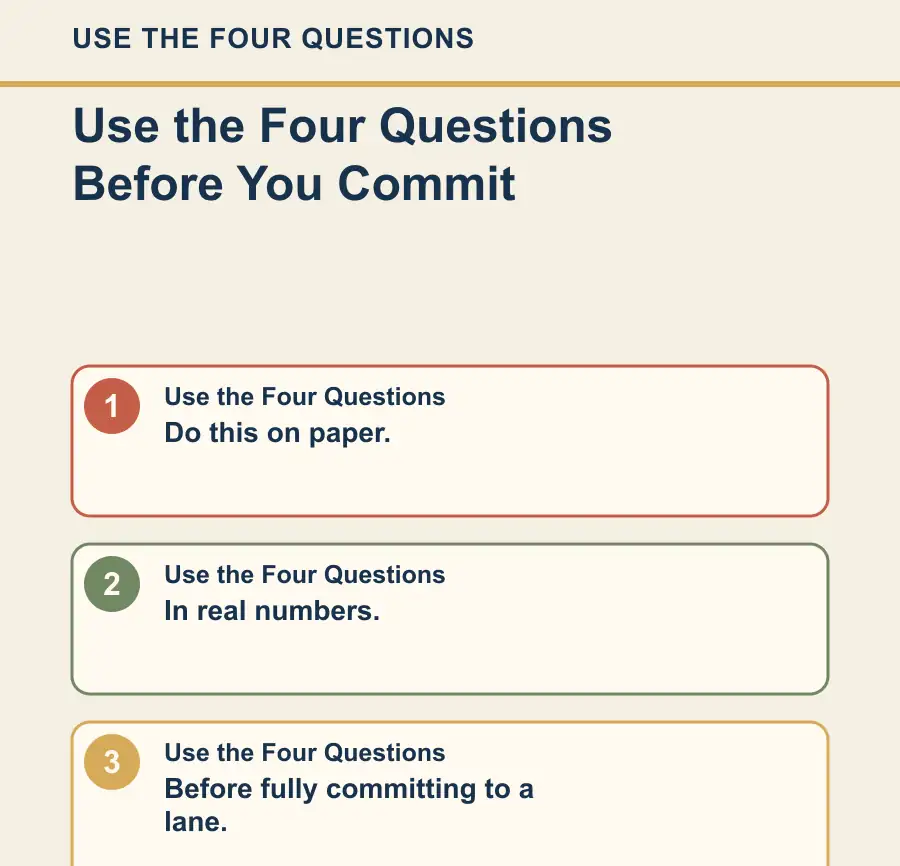 USE THE FOUR QUESTIONS
Use the Four Questions
Before You Commit
1
Use the Four Questions
Do this on paper.
2
Use the Four Questions
In real numbers.
3
Use the Four Questions
Before fully committing to a
lane.